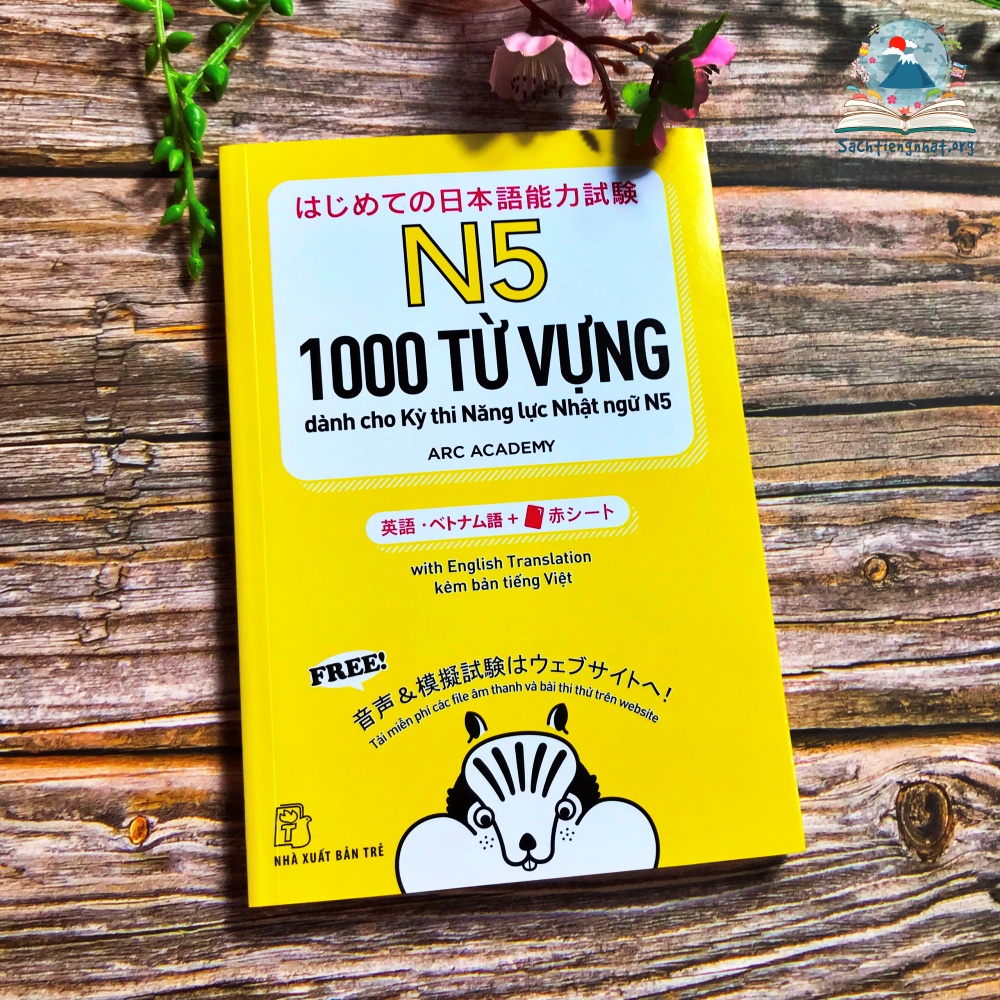 Sachtiengnhat.org
はじめての日本語能力試験
N5
1000 TỪ VỰNG
dành cho Kỳ thi Năng lực Nhật ngữ N5
ARC ACADEMY
英語・ベトナム語 + 赤シート
with English Translation
kèm bản tiếng Việt
FREE!
音声&模擬試験はウェブサイトへ!
Tải miễn phí các file âm thanh và bài thi thử trên website
T
NHÀ XUẤT BẢN TRẺ